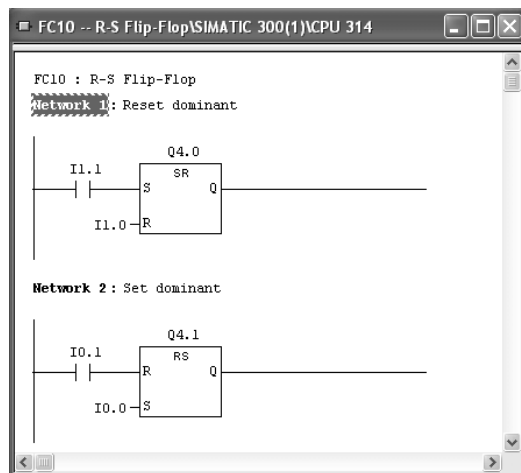 FC10 -- R-S Flip-Flop\SIMATIC 300(1)\CPU 314
FC10 : R-S Flip-Flop
Network 1: Reset dominant
Q4.0
I1.1
SR
S Q
I1.0 R
Network 2: Set dominant
Q4.1
I0.1
RS
R Q
I0.0 S